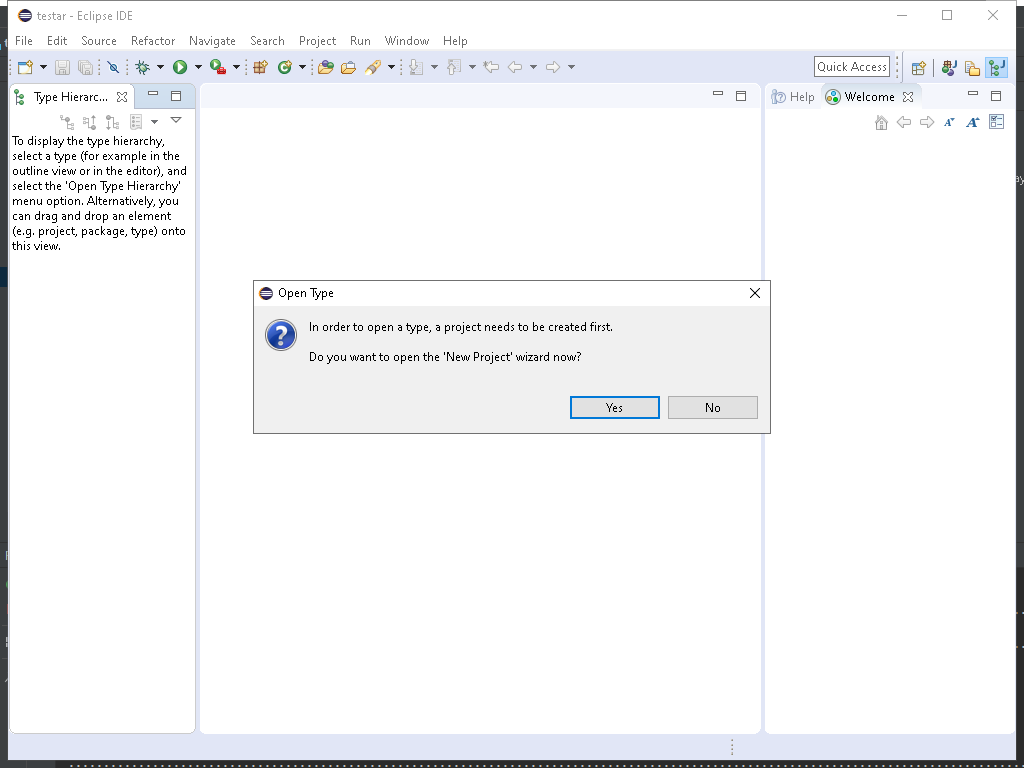 testar - Eclipse IDE
File Edit Source Refactor Navigate Search Project Run Window Help
Quick Access
Type Hierarc...
Help Welcome
To display the type hierarchy,
select a type (for example in the
outline view or in the editor), and
select the 'Open Type Hierarchy'
menu option. Alternatively, you
can drag and drop an element
(e.g. project, package, type) onto
this view.
Open Type
In order to open a type, a project needs to be created first.
Do you want to open the 'New Project' wizard now?
Yes No